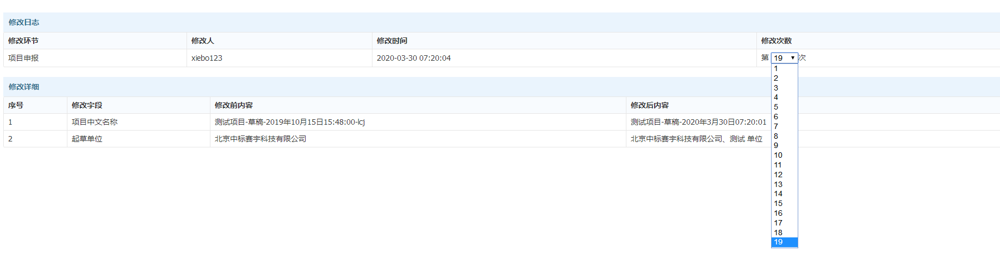 修改日志
修改环节 修改人 修改时间 修改次数
项目申报 xiebo123 2020-03-30 07:20:04 第 19 次
修改详细
序号 修改字段 修改前内容 修改后内容
1 项目中文名称 测试项目-草稿-2019年10月15日15:48:00-lcj 测试项目-草稿-2020年3月30日07:20:01
2 起草单位 北京中标赛宇科技有限公司 北京中标赛宇科技有限公司、测试 单位
1
2
3
4
5
6
7
8
9
10
11
12
13
14
15
16
17
18
19